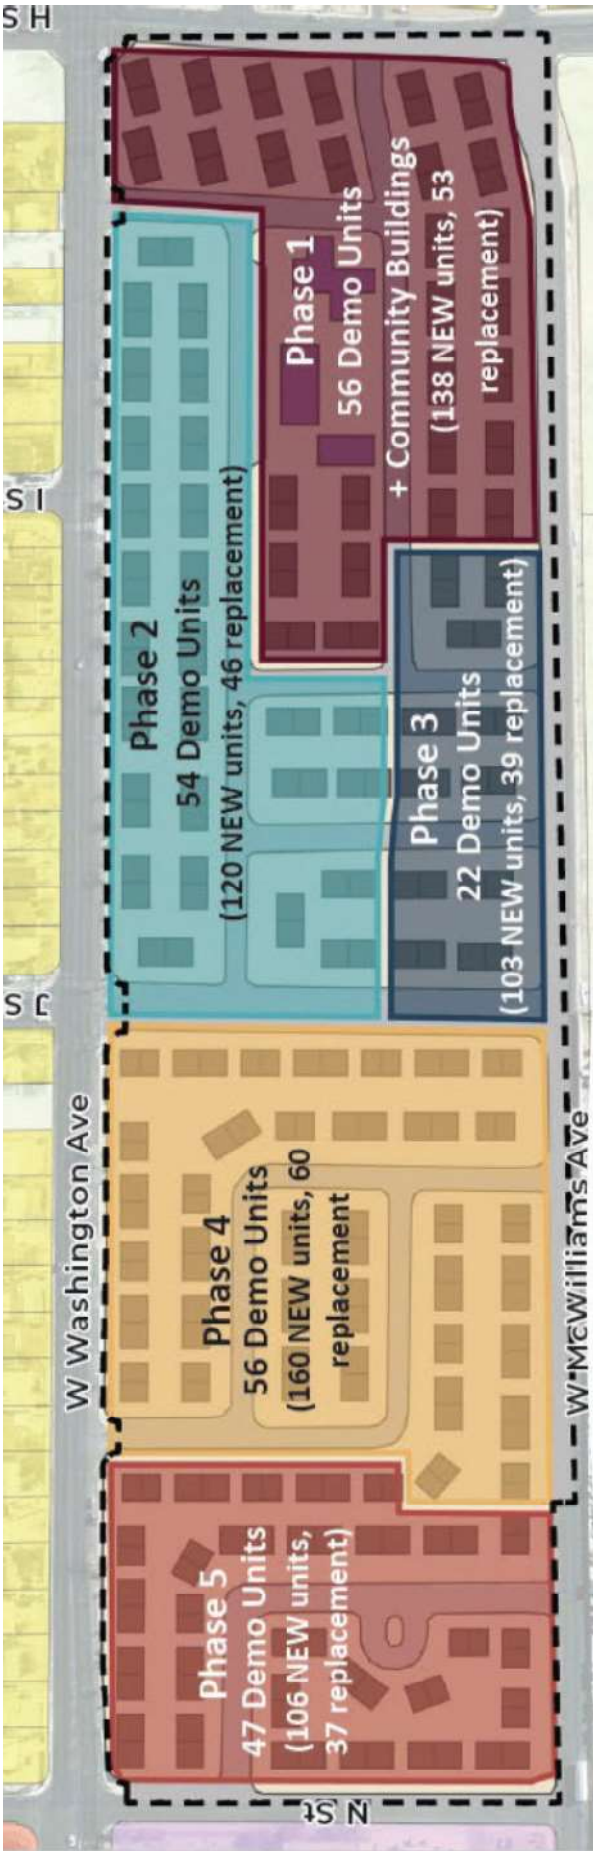 S H
Phase 1
56 Demo Units
+ Community Buildings
(138 NEW units, 53
replacement)
S I
Phase 2
54 Demo Units
(120 NEW units, 46 replacement)
Phase 3
22 Demo Units
(103 NEW units, 39 replacement)
W Washington Ave
Phase 4
56 Demo Units
(160 NEW units, 60
replacement
W McWilliams Ave
Phase 5
47 Demo Units
(106 NEW units,
37 replacement)
N St